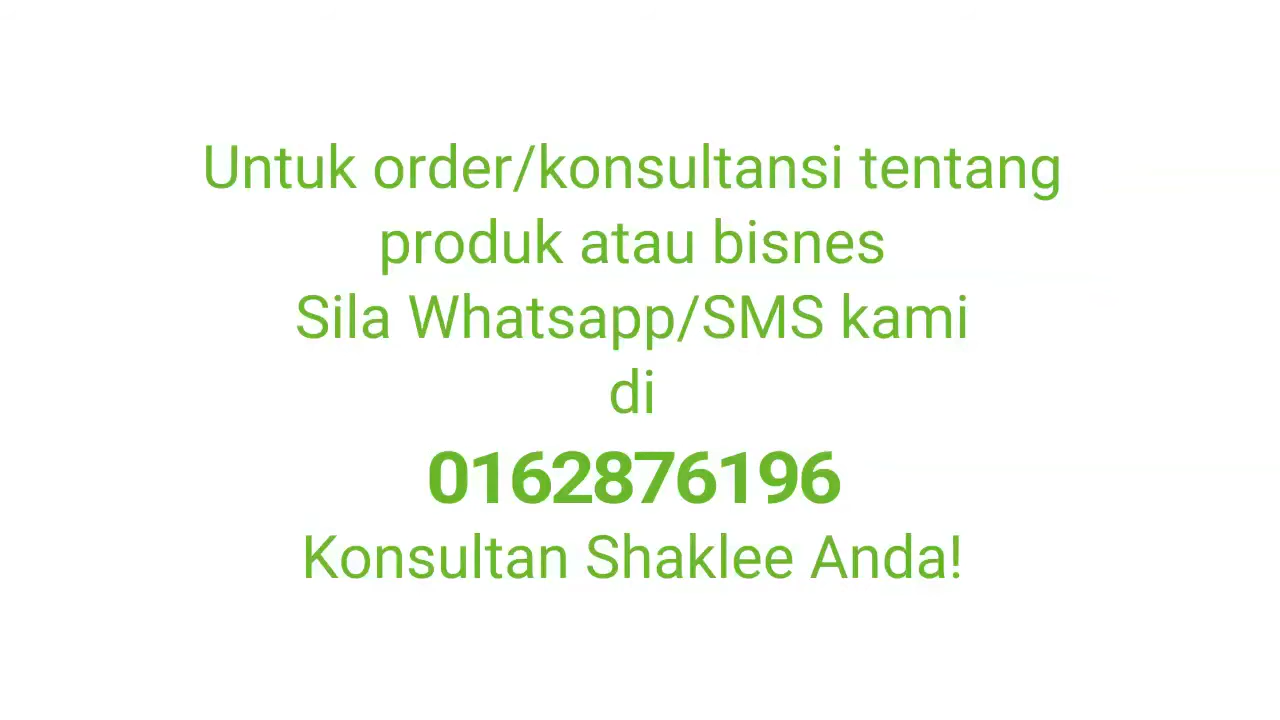 Untuk order/konsultansi tentang
produk atau bisnes
Sila Whatsapp/SMS kami
di
0162876196
Konsultan Shaklee Anda!